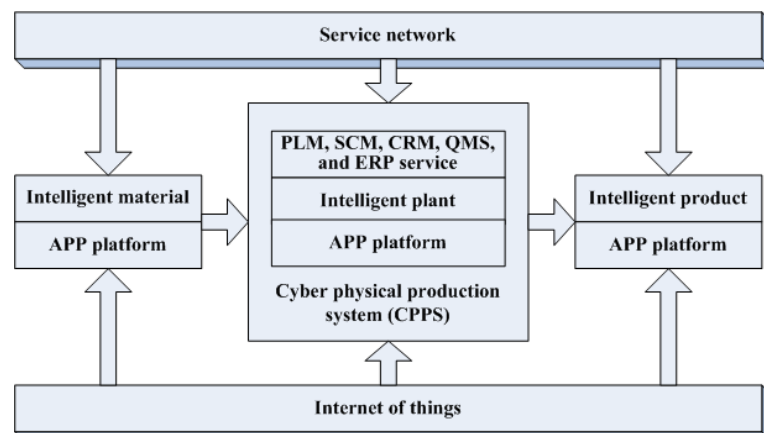 Service network
PLM, SCM, CRM, QMS,
and ERP service
Intelligent material
Intelligent plant
Intelligent product
APP platform
APP platform
APP platform
Cyber physical production
system (CPPS)
Internet of things